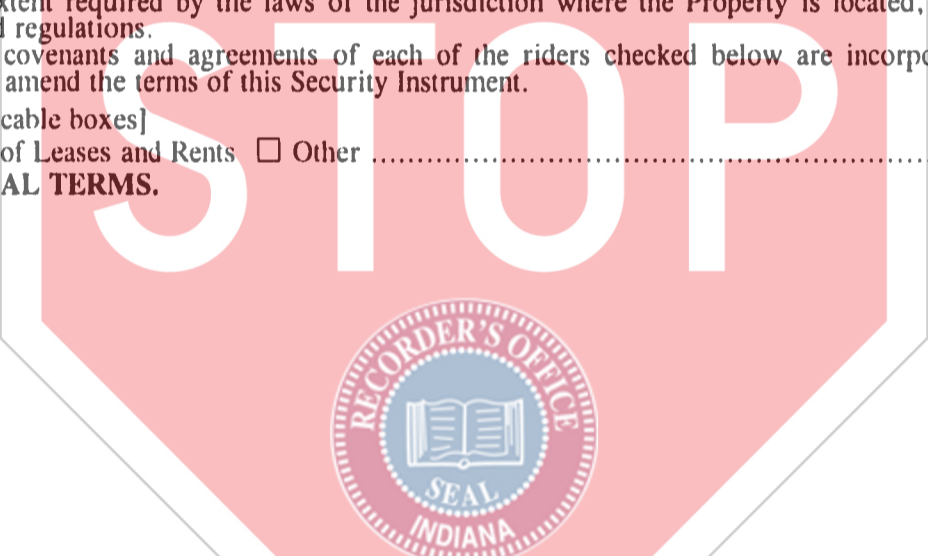 required by the laws of the jurisdiction where the Property is located,
regulations.
covenants and agreements of each of the riders checked below are
amend the terms of this Security Instrument.
cable boxes]
of Leases and Rents ☐ Other ........................................................................
AL TERMS.
STOP
RECORDER'S OFFICE
SEAL
INDIANA